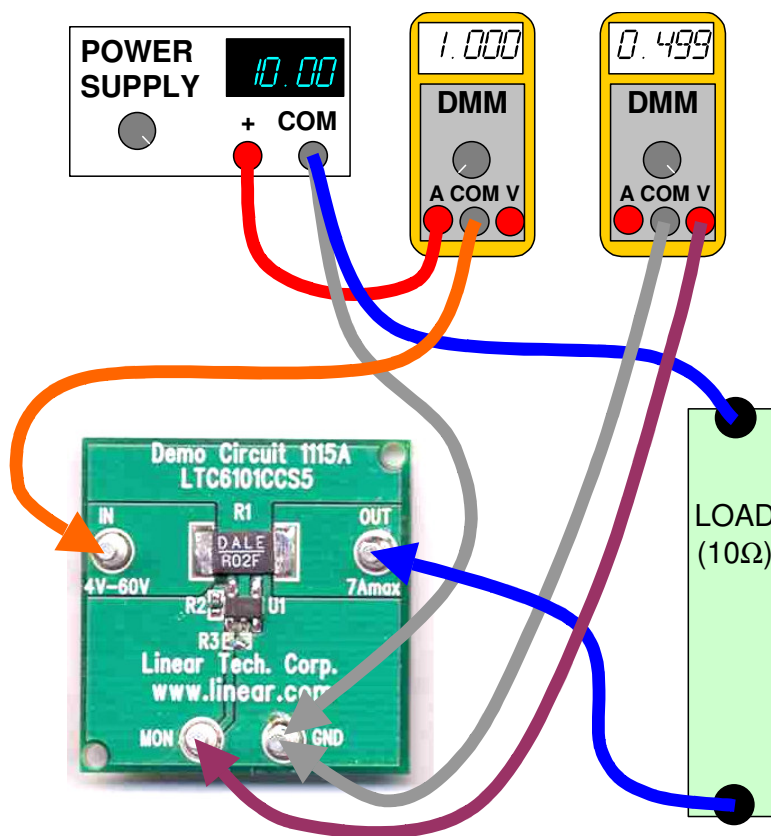 POWER
SUPPLY
10.00
+ COM
1.000
DMM
A COM V
0.499
DMM
A COM V
Demo Circuit 1115A
LTC6101CCS5
IN
R1
OUT
DALE
R02F
4V-60V
7Amax
R2
U1
R3
Linear Tech. Corp.
www.linear.com
MON
GND
LOAD
(10Ω)